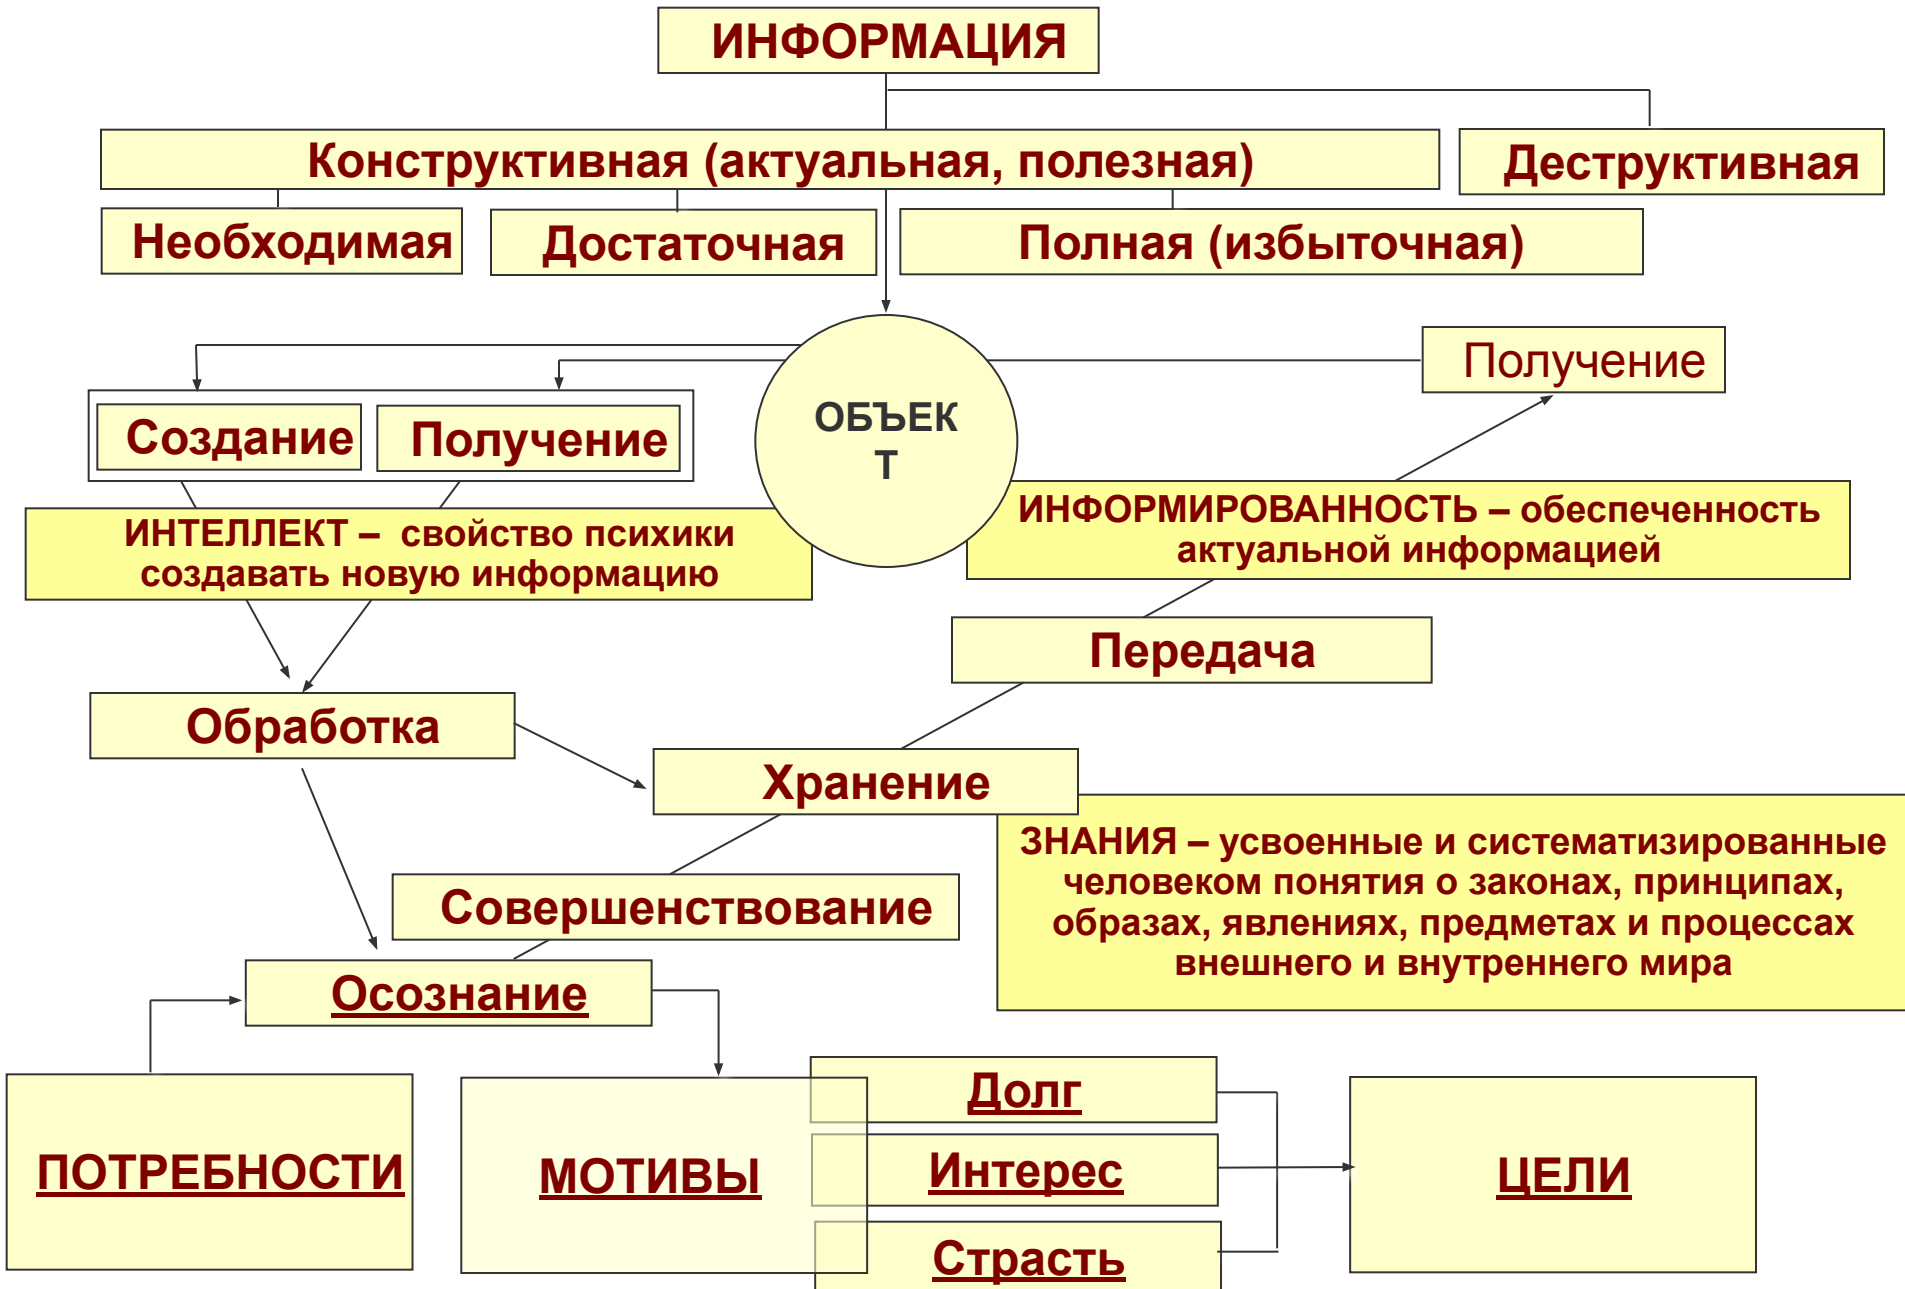 ИНФОРМАЦИЯ
Конструктивная (актуальная, полезная)
Деструктивная
Необходимая
Достаточная
Полная (избыточная)
ОБЪЕК
Т
Получение
Создание
Получение
ИНТЕЛЛЕКТ – свойство психики
создавать новую информацию
ИНФОРМИРОВАННОСТЬ – обеспеченность
актуальной информацией
Передача
Обработка
Хранение
ЗНАНИЯ – усвоенные и систематизированные
человеком понятия о законах, принципах,
образах, явлениях, предметах и процессах
внешнего и внутреннего мира
Совершенствование
Осознание
ПОТРЕБНОСТИ
МОТИВЫ
Долг
Интерес
Страсть
ЦЕЛИ